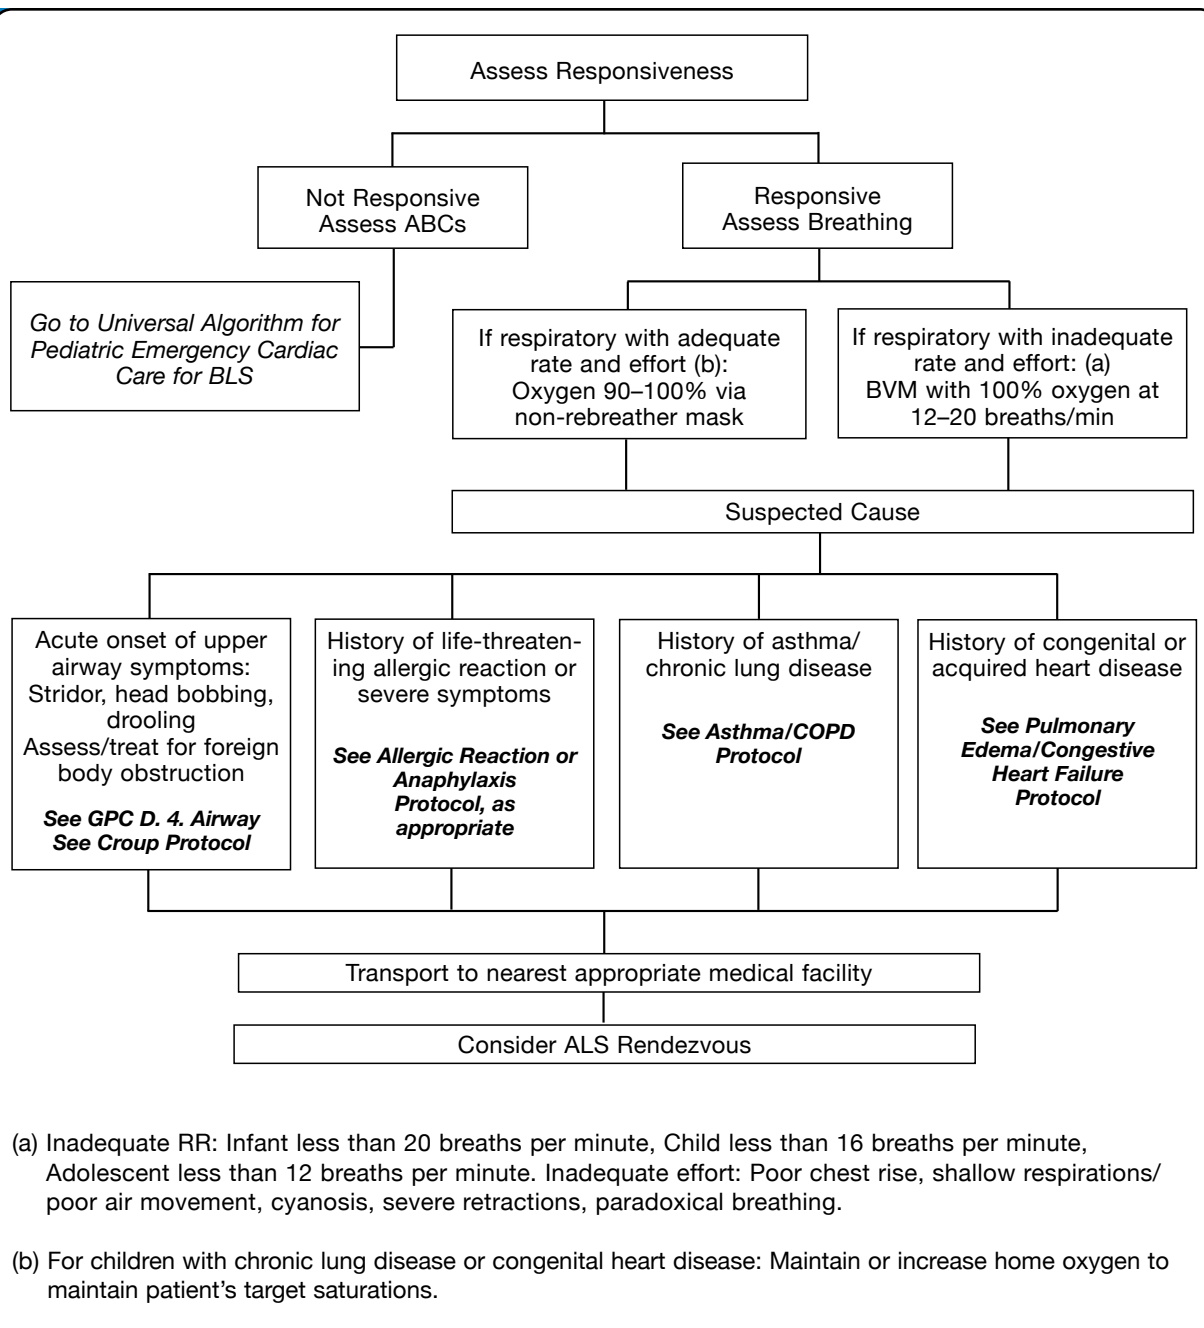 Assess Responsiveness
Not Responsive
Assess ABCs
Responsive
Assess Breathing
Go to Universal Algorithm for
Pediatric Emergency Cardiac
Care for BLS
If respiratory with adequate
rate and effort (b):
Oxygen 90–100% via
non-rebreather mask
If respiratory with inadequate
rate and effort: (a)
BVM with 100% oxygen at
12–20 breaths/min
Suspected Cause
Acute onset of upper
airway symptoms:
Stridor, head bobbing,
drooling
Assess/treat for foreign
body obstruction
See GPC D. 4. Airway
See Croup Protocol
History of life-threaten-
ing allergic reaction or
severe symptoms
See Allergic Reaction or
Anaphylaxis
Protocol, as
appropriate
History of asthma/
chronic lung disease
See Asthma/COPD
Protocol
History of congenital or
acquired heart disease
See Pulmonary
Edema/Congestive
Heart Failure
Protocol
Transport to nearest appropriate medical facility
Consider ALS Rendezvous
(a) Inadequate RR: Infant less than 20 breaths per minute, Child less than 16 breaths per minute,
Adolescent less than 12 breaths per minute. Inadequate effort: Poor chest rise, shallow respirations/
poor air movement, cyanosis, severe retractions, paradoxical breathing.
(b) For children with chronic lung disease or congenital heart disease: Maintain or increase home oxygen to
maintain patient’s target saturations.